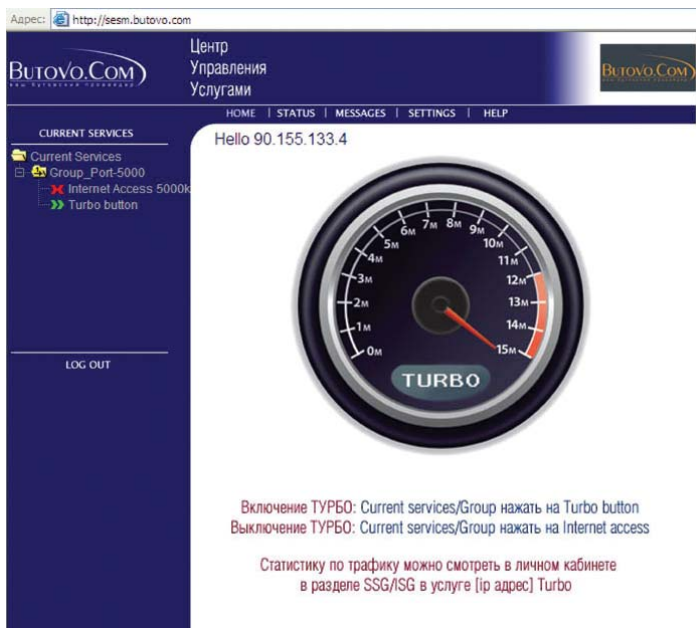 Адрес: http://sesm.butovo.com
BUTOVO.COM
ваш бутовский провайдер
Центр
Управления
Услугами
BUTOVO.COM
HOME | STATUS | MESSAGES | SETTINGS | HELP
CURRENT SERVICES
Current Services
Group_Port-5000
Internet Access 5000k
Turbo button
LOG OUT
Hello 90.155.133.4
0м
1м
2м
3м
4м
5м
6м
7м
8м
9м
10м
11м
12м
13м
14м
15м
TURBO
Включение ТУРБО: Current services/Group нажать на Turbo button
Выключение ТУРБО: Current services/Group нажать на Internet access
Статистику по трафику можно смотреть в личном кабинете
в разделе SSG/ISG в услуге [ip адрес] Turbo